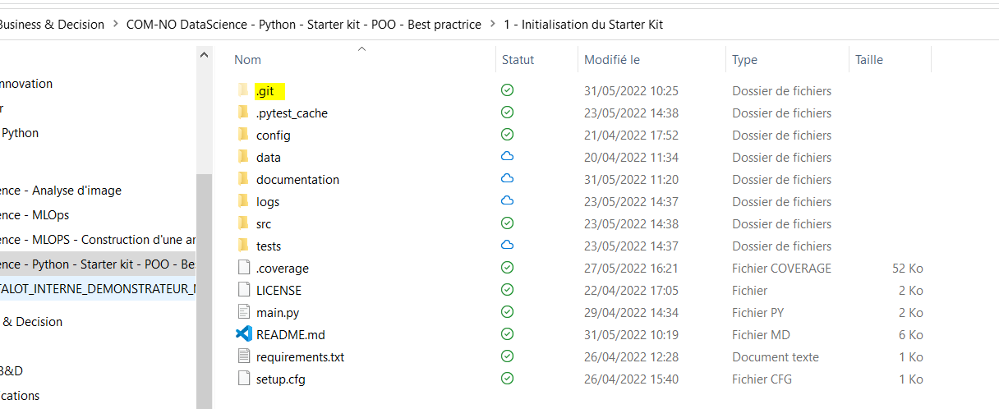 Business & Decision > COM-NO DataScience - Python - Starter kit - POO - Best practrice > 1 - Initialisation du Starter Kit
Nom Statut Modifié le Type Taille
.git 31/05/2022 10:25 Dossier de fichiers
.pytest_cache 23/05/2022 14:38 Dossier de fichiers
config 21/04/2022 17:52 Dossier de fichiers
data 20/04/2022 11:34 Dossier de fichiers
documentation 31/05/2022 11:20 Dossier de fichiers
logs 23/05/2022 14:37 Dossier de fichiers
src 23/05/2022 14:38 Dossier de fichiers
tests 23/05/2022 14:37 Dossier de fichiers
.coverage 27/05/2022 16:21 Fichier COVERAGE 52 Ko
LICENSE 22/04/2022 17:05 Fichier 2 Ko
main.py 29/04/2022 14:34 Fichier PY 2 Ko
README.md 31/05/2022 10:19 Fichier MD 6 Ko
requirements.txt 26/04/2022 12:28 Document texte 1 Ko
setup.cfg 26/04/2022 15:40 Fichier CFG 1 Ko
nnovation
r
Python
ence - Analyse d'image
ence - MLOps
ence - MLOPS - Construction d'une ar
ence - Python - Starter kit - POO - Be
TALOT_INTERNE_DEMONSTRATEUR_
& Decision
B&D
ications